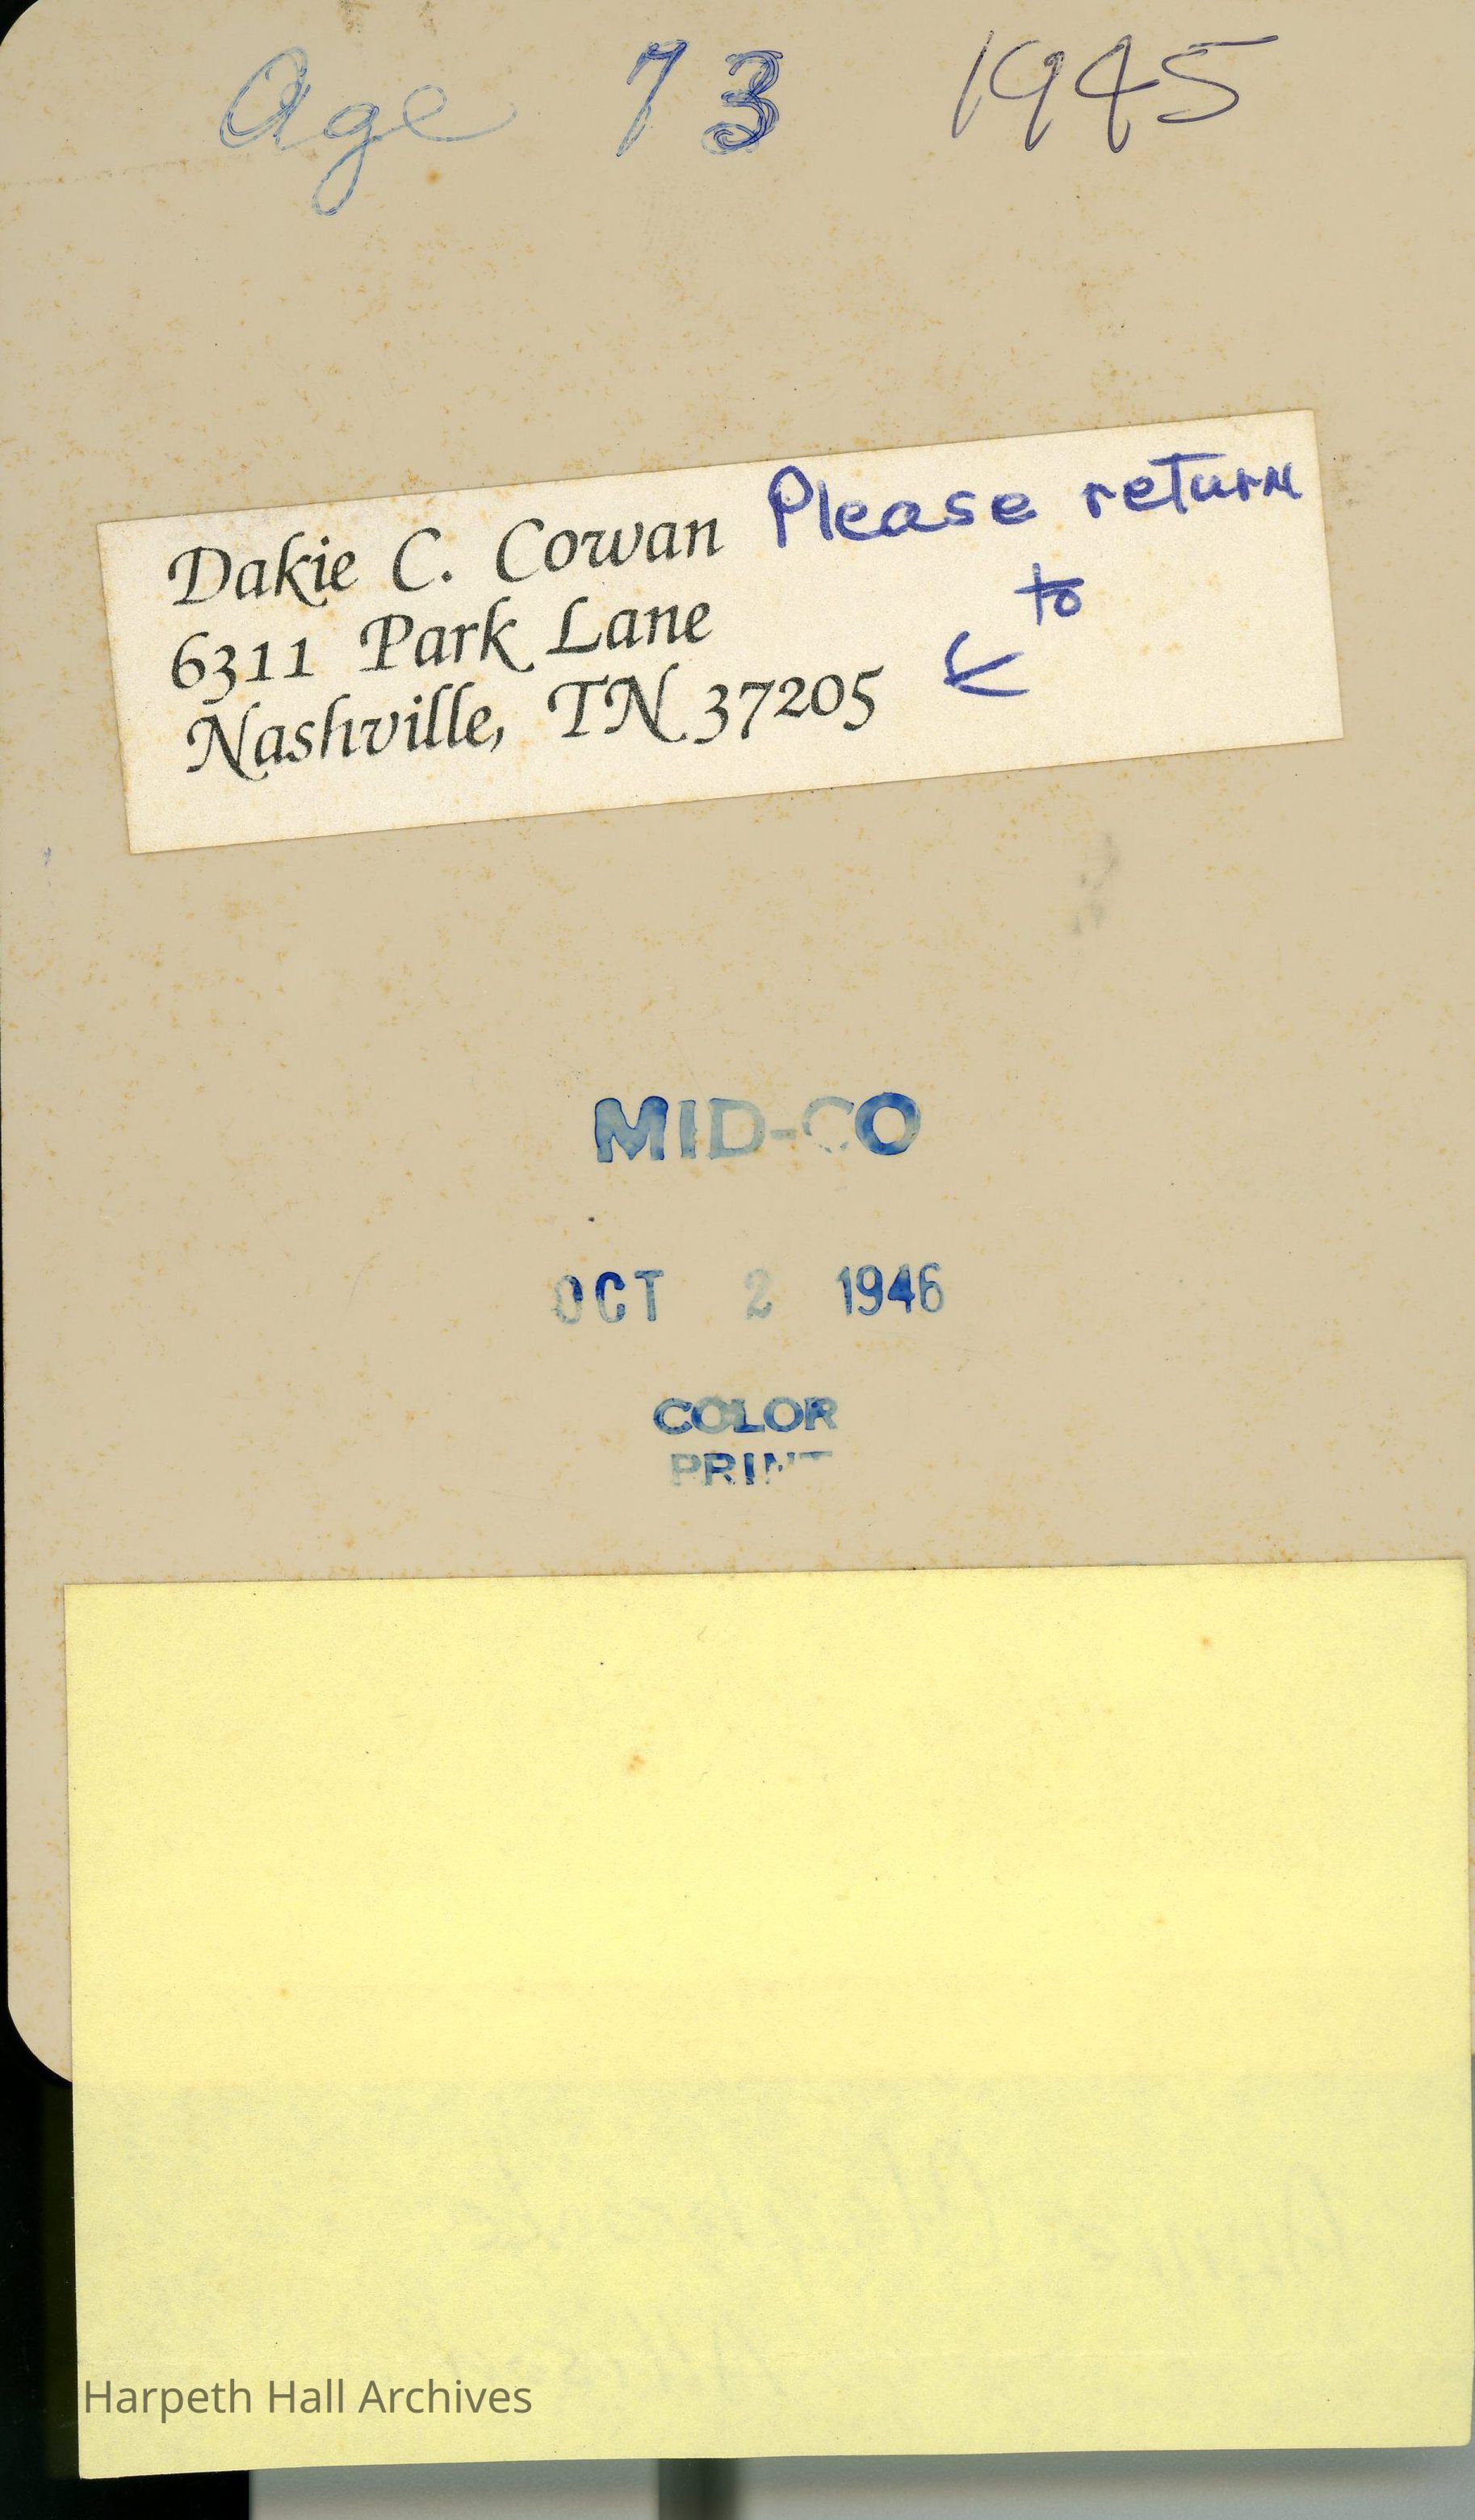 Age 73 1945
Dakie C. Cowan Please return
6311 Park Lane to
Nashville, TN 37205
MID-CO
OCT 2 1946
COLOR
PRINT
Harpeth Hall Archives